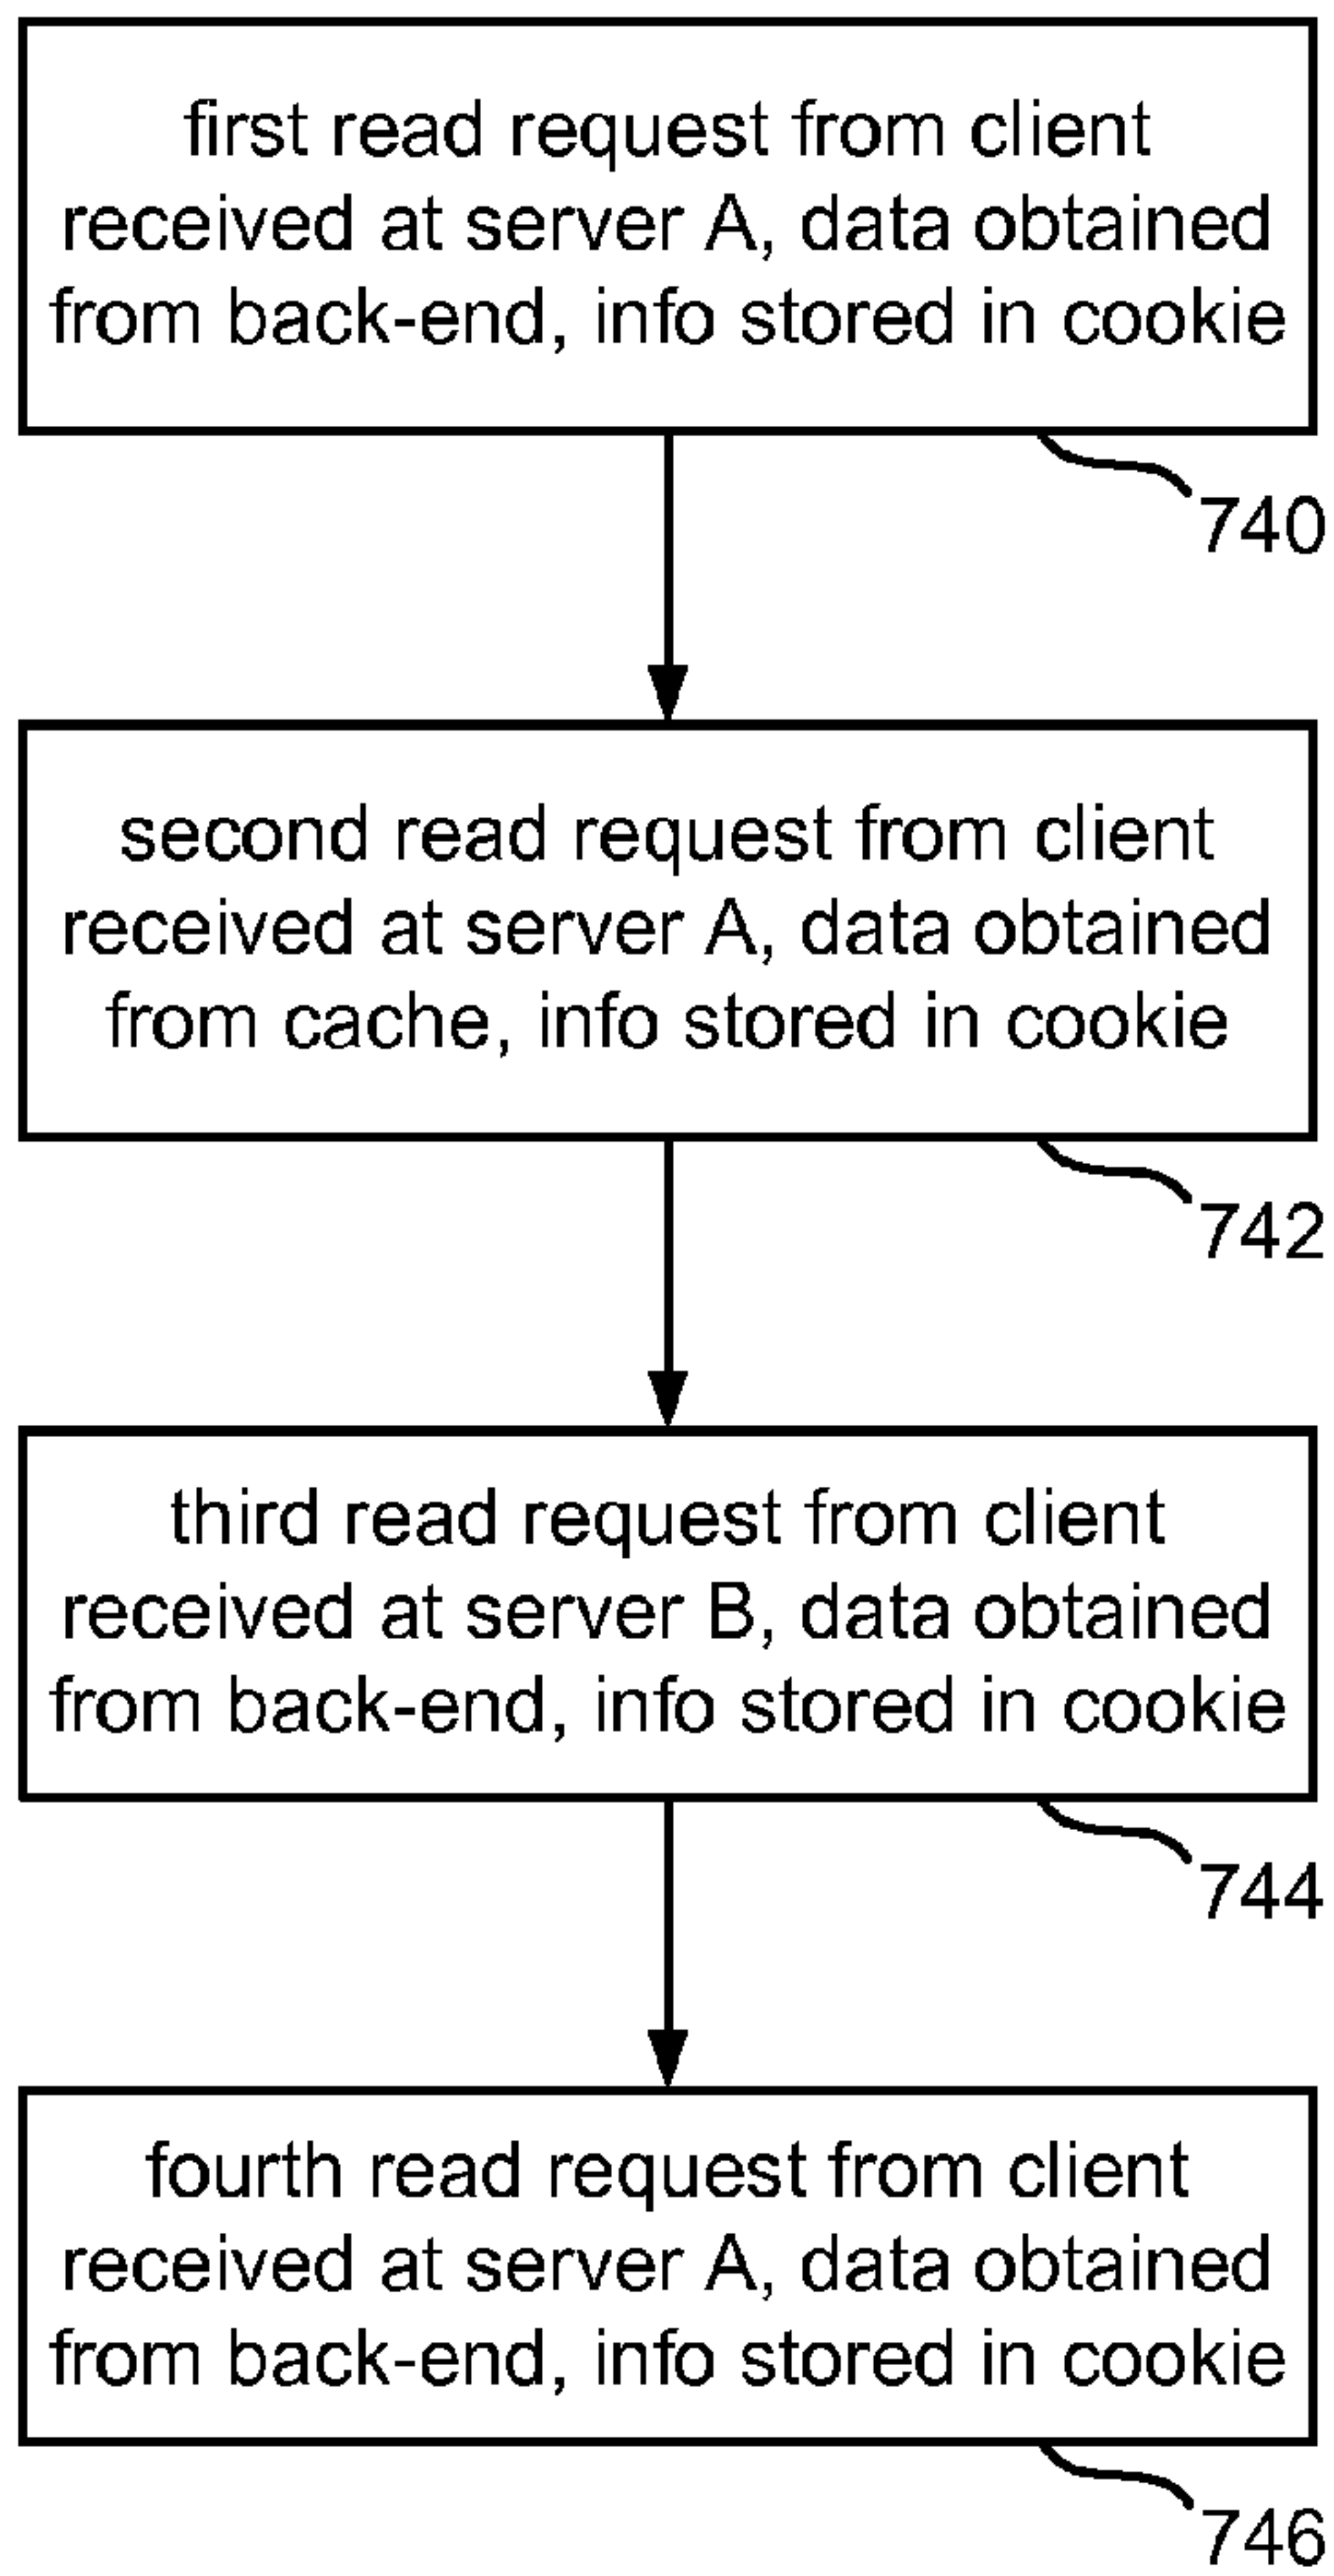 first read request from client
received at server A, data obtained
from back-end, info stored in cookie
740
second read request from client
received at server A, data obtained
from cache, info stored in cookie
742
third read request from client
received at server B, data obtained
from back-end, info stored in cookie
744
fourth read request from client
received at server A, data obtained
from back-end, info stored in cookie
746